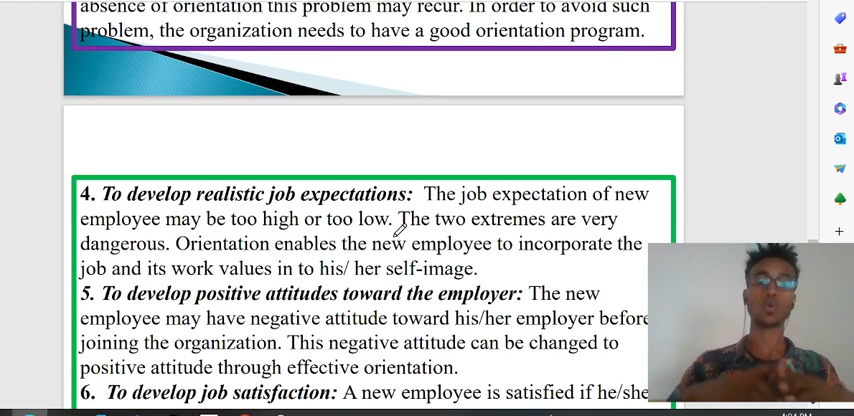 absence of orientation this problem may recur. In order to avoid such
problem, the organization needs to have a good orientation program.
4. To develop realistic job expectations: The job expectation of new
employee may be too high or too low. The two extremes are very
dangerous. Orientation enables the new employee to incorporate the
job and its work values in to his/ her self-image.
5. To develop positive attitudes toward the employer: The new
employee may have negative attitude toward his/her employer before
joining the organization. This negative attitude can be changed to
positive attitude through effective orientation.
6. To develop job satisfaction: A new employee is satisfied if he/she